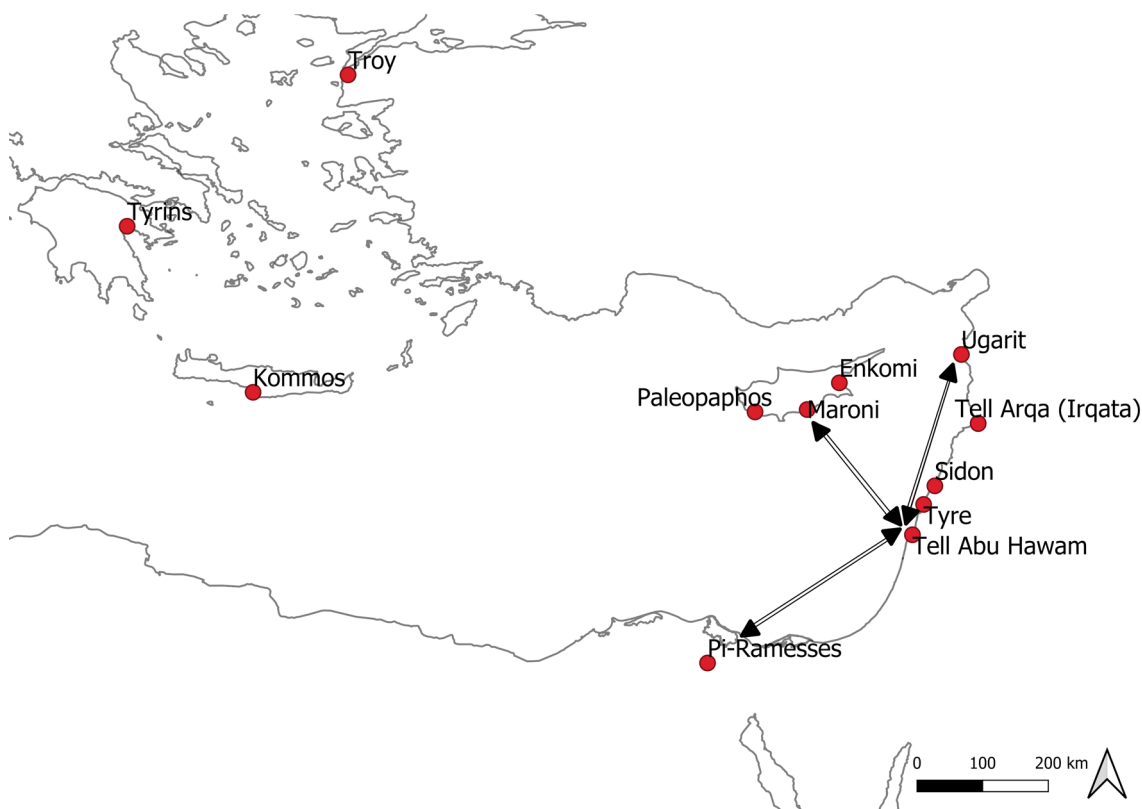 Troy
Tyrins
Ugarit
Enkomi
Kommos
Paleopaphos
Maroni
Tell Arqa (Irqata)
Sidon
Tyre
Tell Abu Hawam
Pi-Ramesses
0 100 200 km